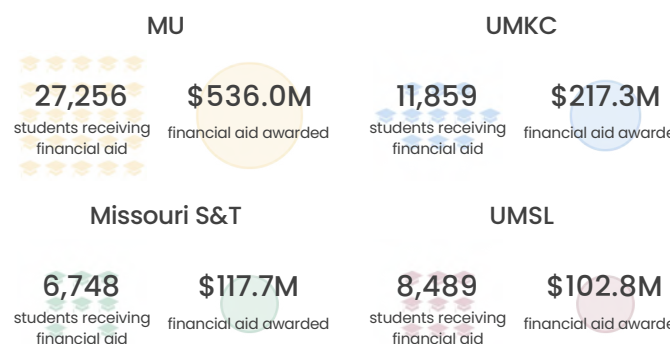 MU
UMKC
27,256
$536.0M
11,859
$217.3M
students receiving
financial aid
financial aid awarded
students receiving
financial aid
financial aid awarde
Missouri S&T
UMSL
6,748
$117.7M
8,489
$102.8M
students receiving
financial aid
financial aid awarded
students receiving
financial aid
financial aid awarde